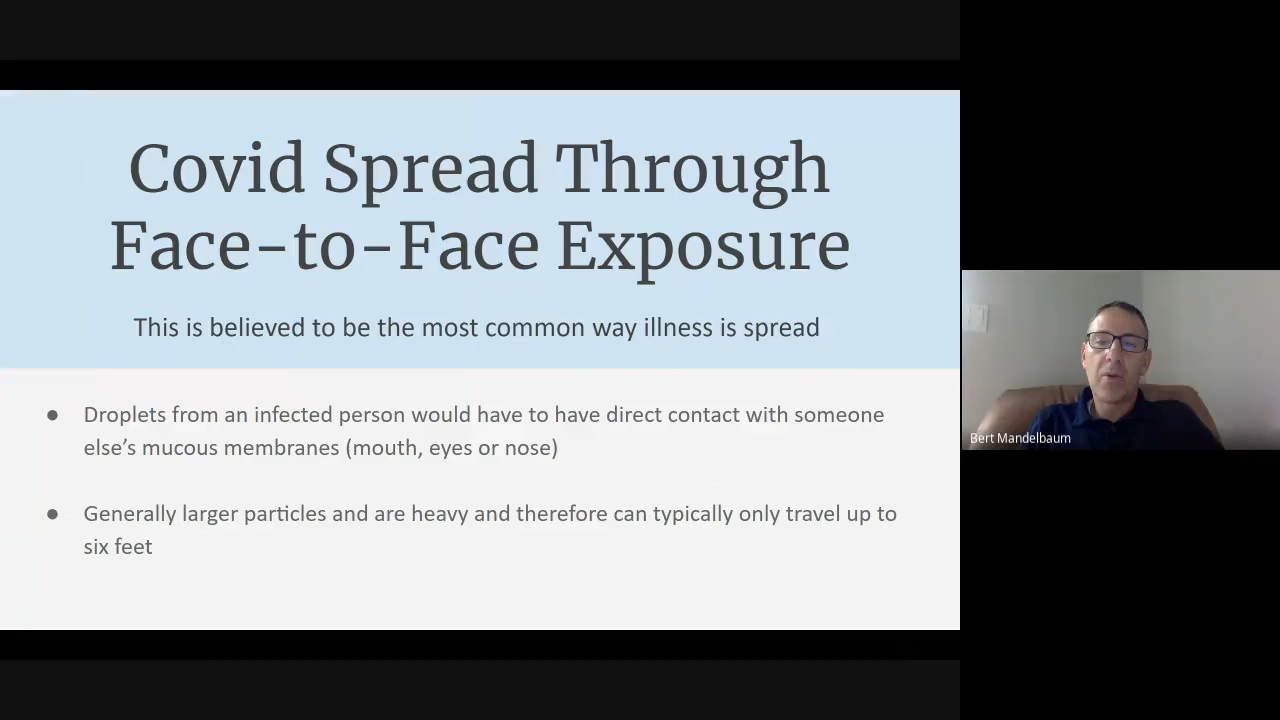 Covid Spread Through
Face-to-Face Exposure
This is believed to be the most common way illness is spread
● Droplets from an infected person would have to have direct contact with someone
else’s mucous membranes (mouth, eyes or nose)
● Generally larger particles and are heavy and therefore can typically only travel up to
six feet
Bert Mandelbaum